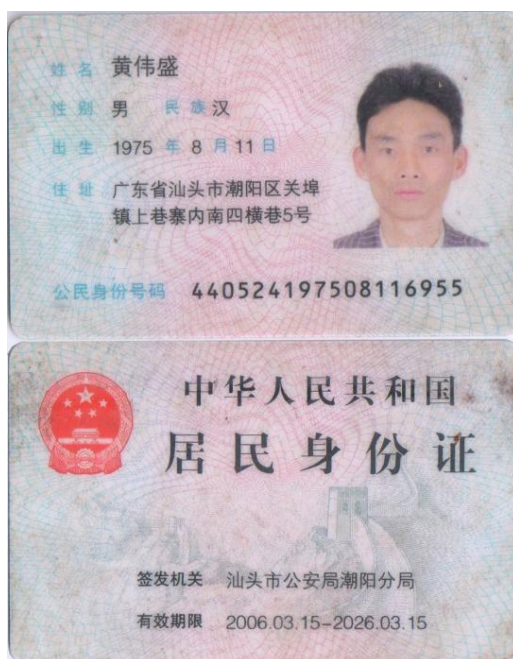 姓名 黄伟盛
性别 男 民族 汉
出生 1975 年 8 月 11 日
住址 广东省汕头市潮阳区关埠
镇上巷寨内南四横巷5号
公民身份号码 440524197508116955
中华人民共和国
居民身份证
签发机关 汕头市公安局潮阳分局
有效期限 2006.03.15-2026.03.15